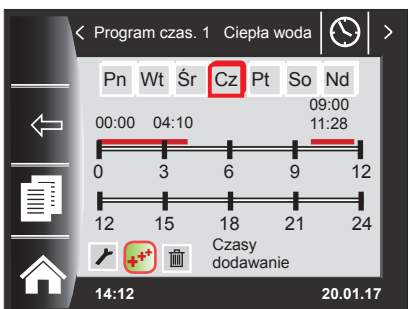 Program czas. 1 Ciepła woda
Pn Wt Śr Cz Pt So Nd
09:00
00:00 04:10 11:28
0 3 6 9 12
12 15 18 21 24
Czasy
dodawanie
14:12 20.01.17